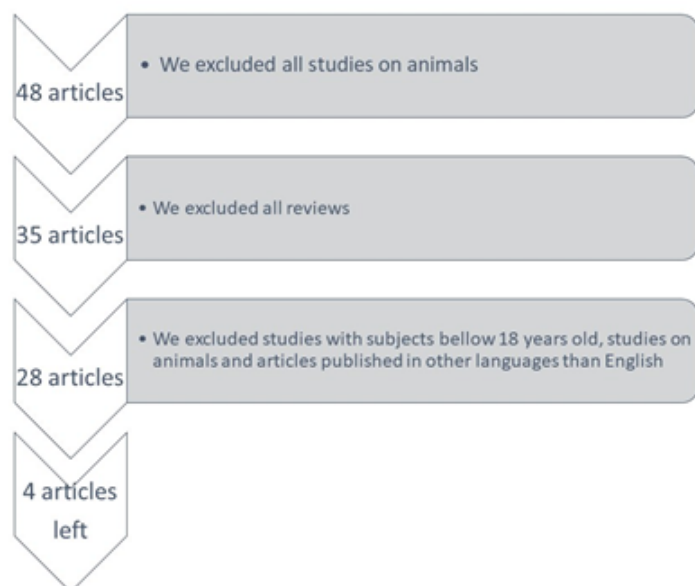 48 articles
• We excluded all studies on animals
35 articles
• We excluded all reviews
28 articles
• We excluded studies with subjects bellow 18 years old, studies on
animals and articles published in other languages than English
4 articles
left